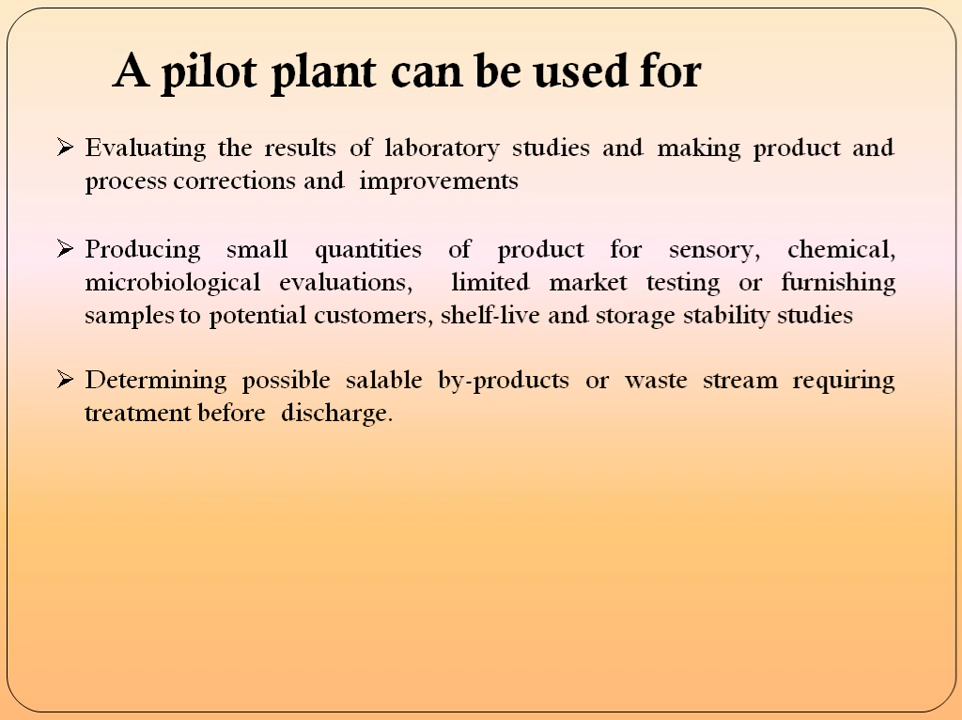 A pilot plant can be used for
➢ Evaluating the results of laboratory studies and making product and
process corrections and improvements
➢ Producing small quantities of product for sensory, chemical,
microbiological evaluations, limited market testing or furnishing
samples to potential customers, shelf-live and storage stability studies
➢ Determining possible salable by-products or waste stream requiring
treatment before discharge.